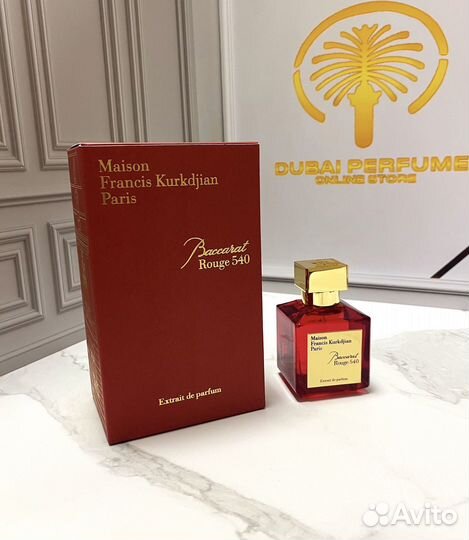 DUBAI PERFUME
ONLINE STORE
Maison
Francis Kurkdjian
Paris
Baccarat
Rouge 540
Extrait de parfum
Maison
Francis Kurkdjian
Paris
Baccarat
Rouge 540
Extrait de parfum
Avito